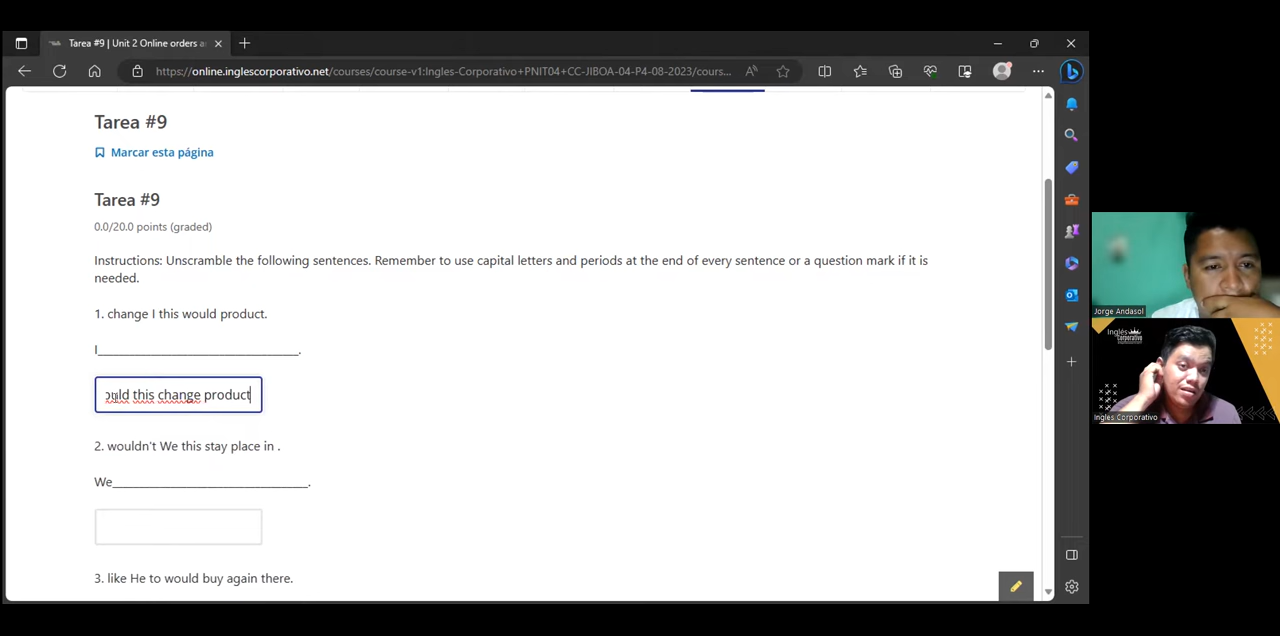 Tarea #9 | Unit 2 Online orders a
https://online.inglescorporativo.net/courses/course-v1:Ingles-Corporativo+PNIT04+CC-JIBOA-04-P4-08-2023/cours...
Tarea #9
Marcar esta página
Tarea #9
0.0/20.0 points (graded)
Instructions: Unscramble the following sentences. Remember to use capital letters and periods at the end of every sentence or a question mark if it is
needed.
1. change I this would product.
I______________________________.
ould this change product
2. wouldn't We this stay place in .
We_____________________________.
3. like He to would buy again there.
Jorge Andasol
Inglés
Corporativo
Ingles Corporativo